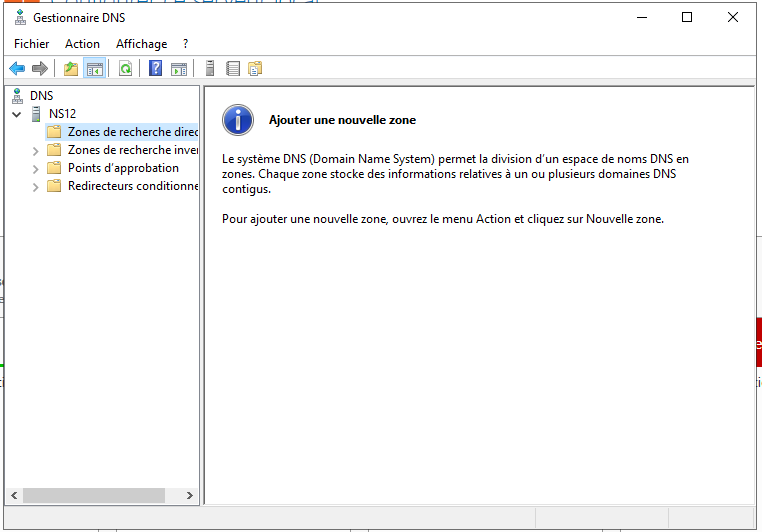 Gestionnaire DNS
Fichier Action Affichage ?
DNS
NS12
Zones de recherche direc
Zones de recherche inver
Points d'approbation
Redirecteurs conditionne
Ajouter une nouvelle zone
Le système DNS (Domain Name System) permet la division d'un espace de noms DNS en
zones. Chaque zone stocke des informations relatives à un ou plusieurs domaines DNS
contigus.
Pour ajouter une nouvelle zone, ouvrez le menu Action et cliquez sur Nouvelle zone.